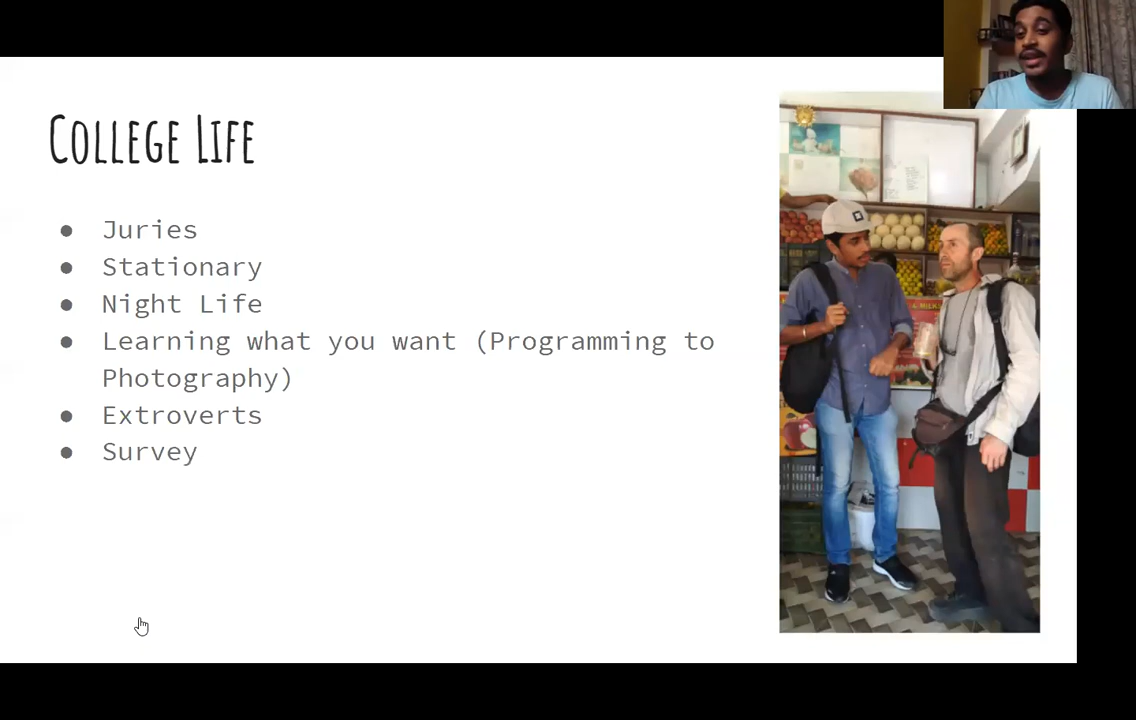 College Life
● Juries
● Stationary
● Night Life
● Learning what you want (Programming to
Photography)
● Extroverts
● Survey